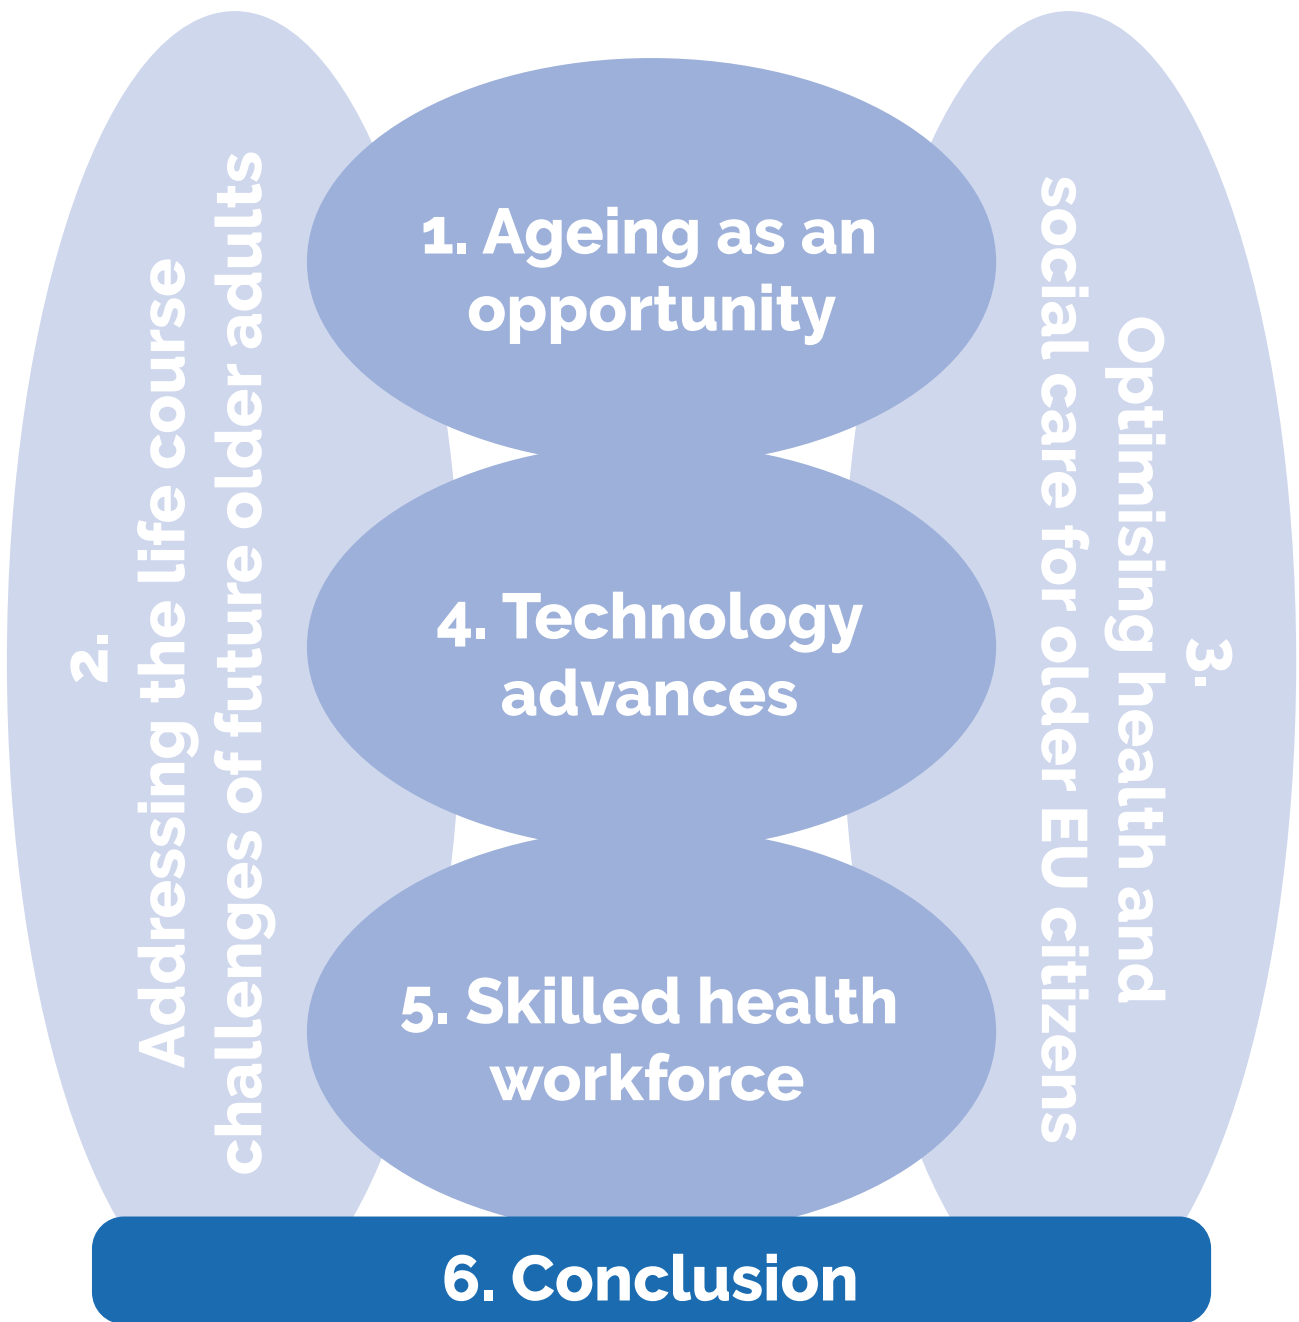 1. Ageing as an
opportunity
2.
Addressing the life course
challenges of future older adults
3.
Optimising health and
social care for older EU citizens
4. Technology
advances
5. Skilled health
workforce
6. Conclusion